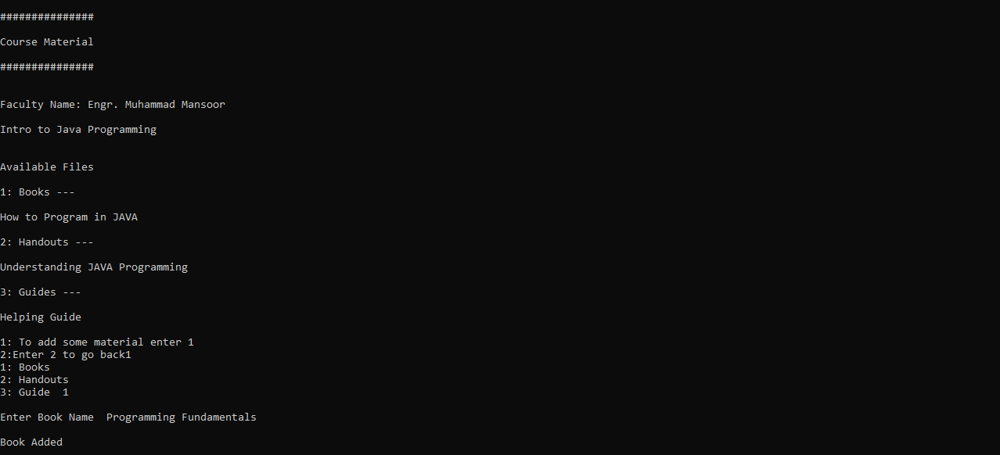 ###############
Course Material
###############
Faculty Name: Engr. Muhammad Mansoor
Intro to Java Programming
Available Files
1: Books ---
How to Program in JAVA
2: Handouts ---
Understanding JAVA Programming
3: Guides ---
Helping Guide
1: To add some material enter 1
2:Enter 2 to go back1
1: Books
2: Handouts
3: Guide  1
Enter Book Name  Programming Fundamentals
Book Added